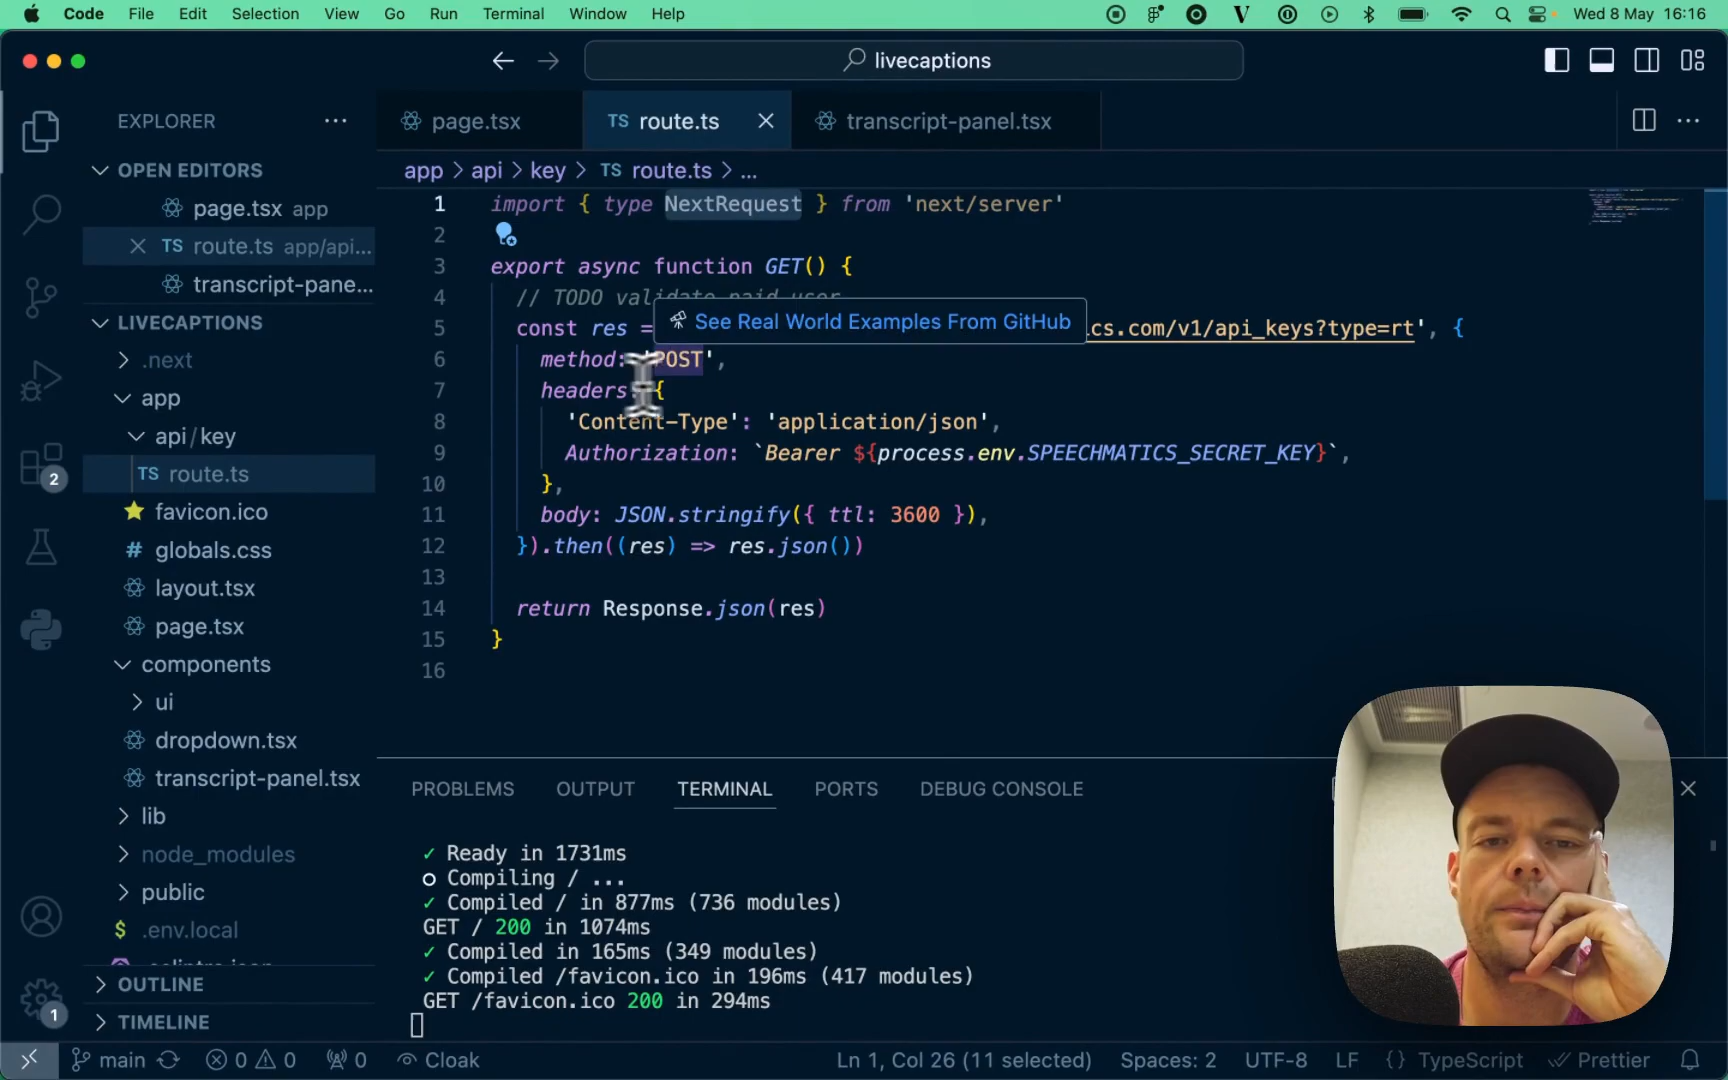 Code File Edit Selection View Go Run Terminal Window Help Wed 8 May 16:16
livecaptions
EXPLORER
page.tsx
TS route.ts
transcript-panel.tsx
OPEN EDITORS
page.tsx app
TS route.ts app/api...
transcript-pane...
LIVECAPTIONS
.next
app
api/key
TS route.ts
favicon.ico
# globals.css
layout.tsx
page.tsx
components
ui
dropdown.tsx
transcript-panel.tsx
lib
node_modules
public
$ .env.local
OUTLINE
TIMELINE
2
1
app > api > key > TS route.ts > ...
1 import { type NextRequest } from 'next/server'
2
3 export async function GET() {
4 // TODO validate paid user
See Real World Examples From GitHub
5 const res = cs.com/v1/api_keys?type=rt', {
6 method: 'POST',
7 headers: {
8 'Content-Type': 'application/json',
9 Authorization: `Bearer ${process.env.SPEECHMATICS_SECRET_KEY}`,
10 },
11 body: JSON.stringify({ ttl: 3600 }),
12 }).then((res) => res.json())
13
14 return Response.json(res)
15 }
16
PROBLEMS OUTPUT TERMINAL PORTS DEBUG CONSOLE
✓ Ready in 1731ms
○ Compiling / ...
✓ Compiled / in 877ms (736 modules)
GET / 200 in 1074ms
✓ Compiled in 165ms (349 modules)
✓ Compiled /favicon.ico in 196ms (417 modules)
GET /favicon.ico 200 in 294ms
main 0 0 0 Cloak Ln 1, Col 26 (11 selected) Spaces: 2 UTF-8 LF {} TypeScript Prettier